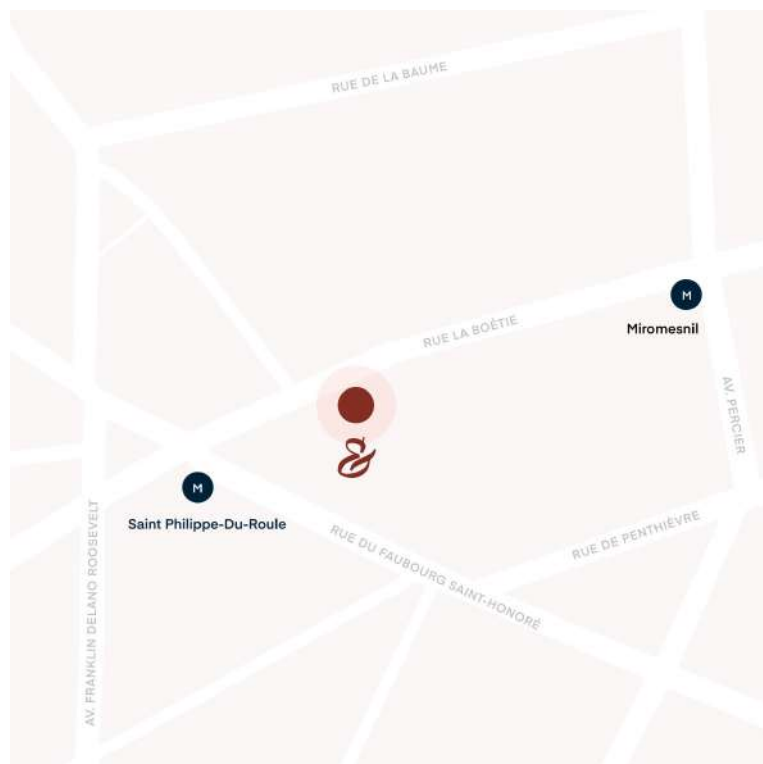 RUE DE LA BAUME
M
Miromesnil
RUE LA BOÉTIE
AV. PERCIER
&
M
Saint Philippe-Du-Roule
RUE DU FAUBOURG SAINT-HONORÉ
RUE DE PENTHIÈVRE
AV. FRANKLIN DELANO ROOSEVELT